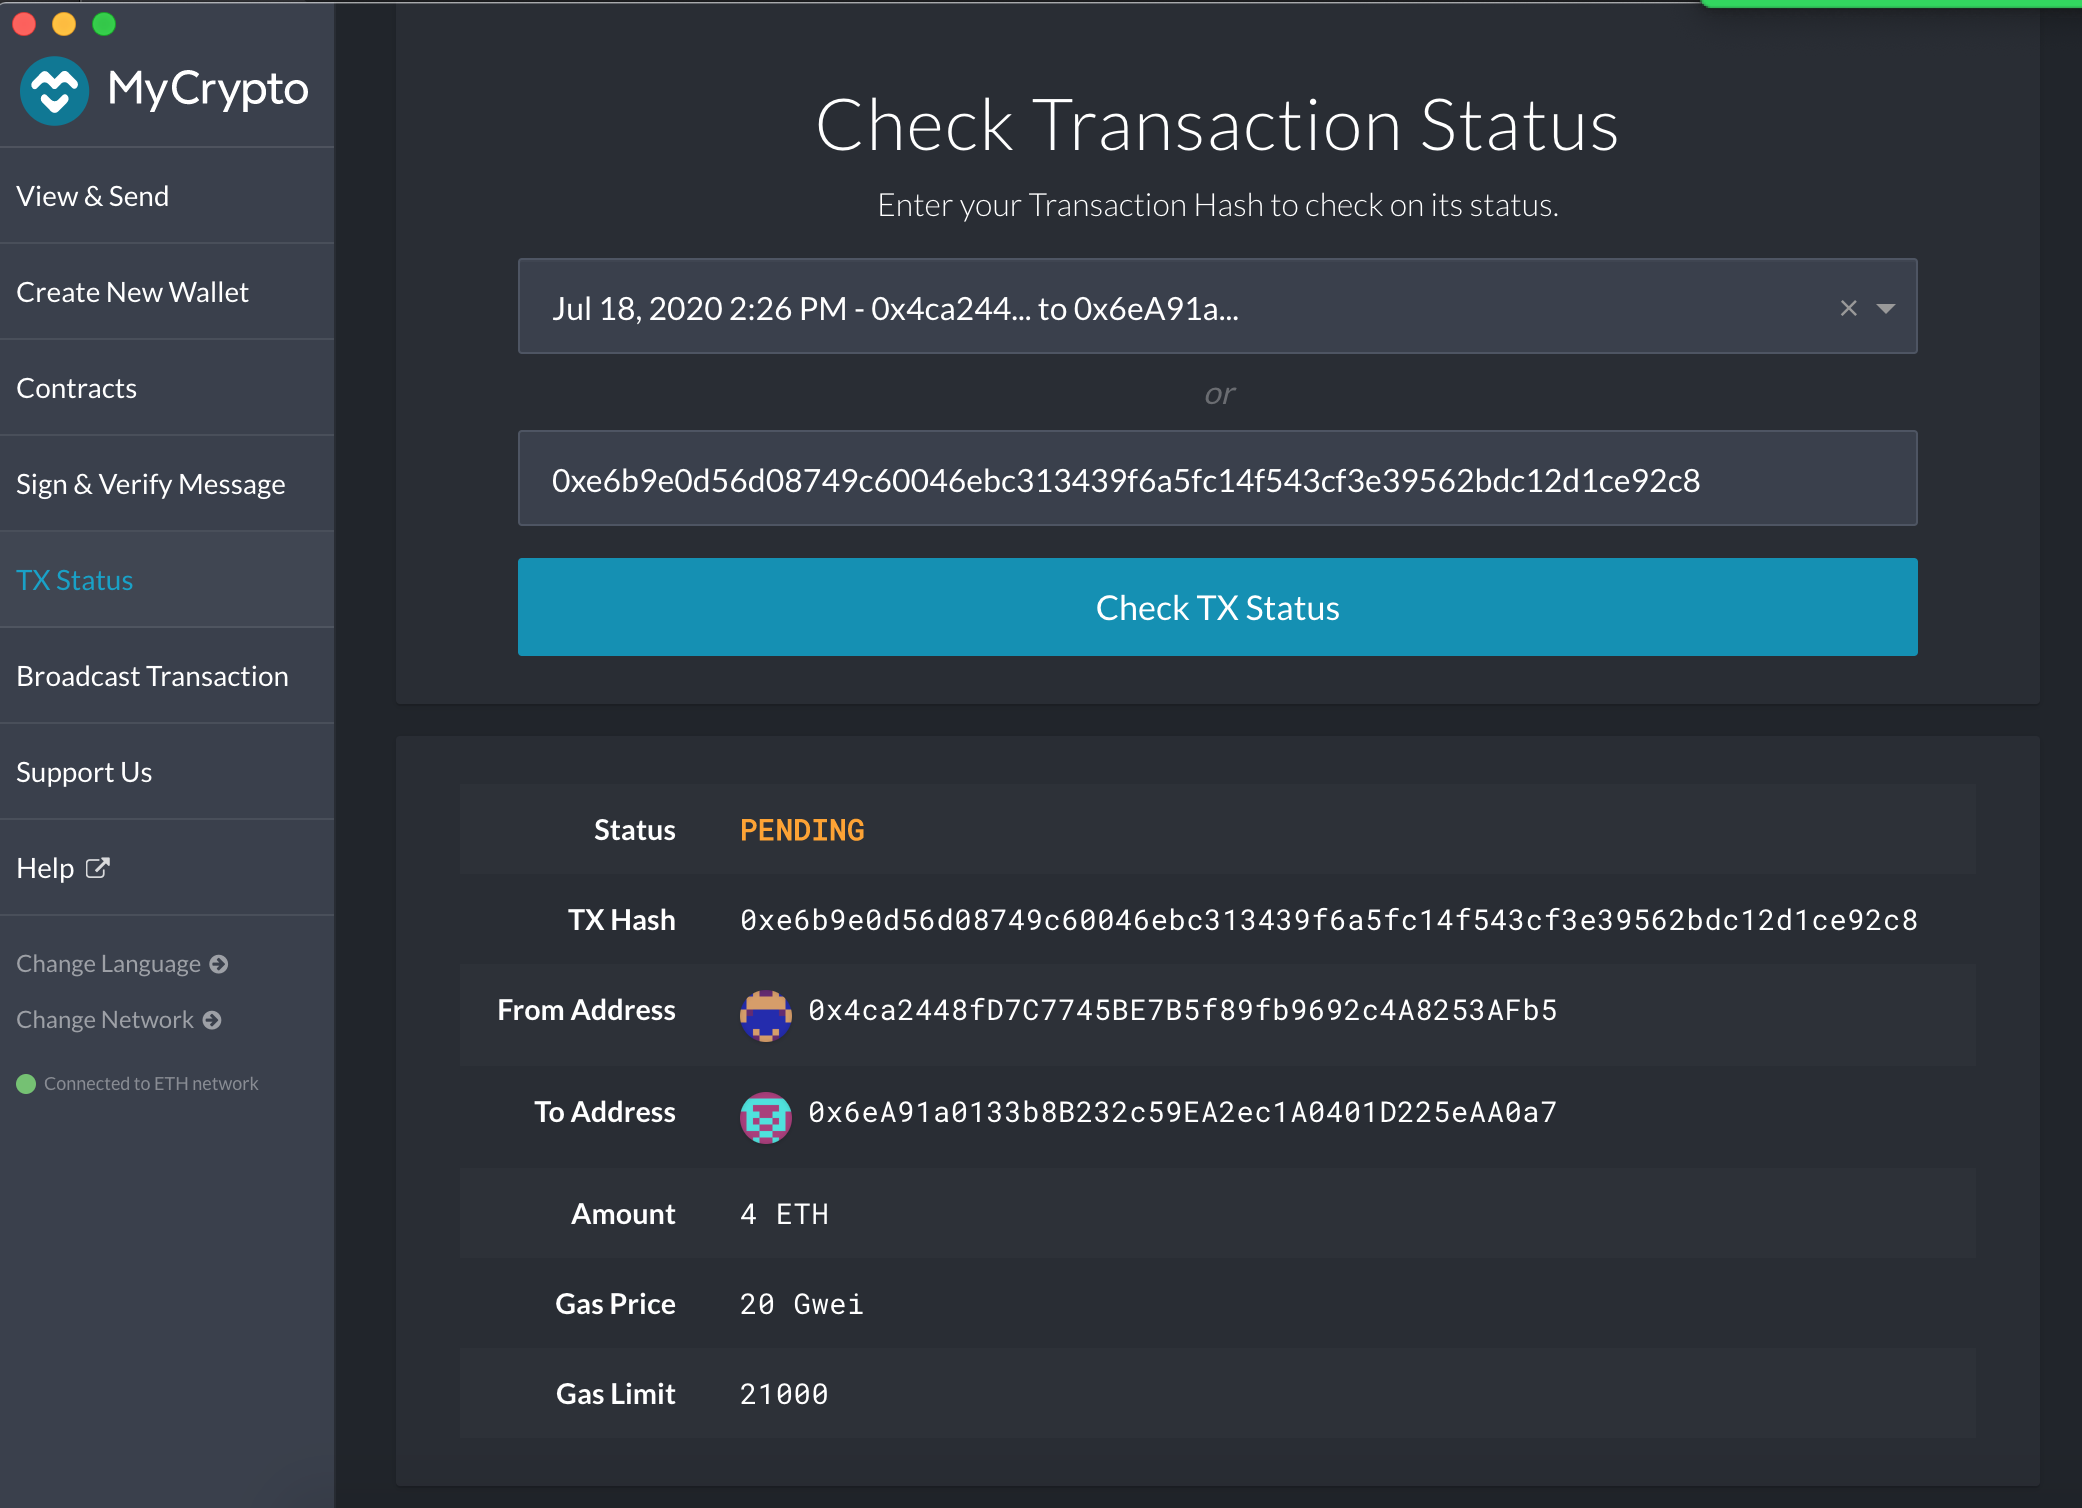 MyCrypto
View & Send
Create New Wallet
Contracts
Sign & Verify Message
TX Status
Broadcast Transaction
Support Us
Help
Change Language
Change Network
Connected to ETH network
Check Transaction Status
Enter your Transaction Hash to check on its status.
Jul 18, 2020 2:26 PM - 0x4ca244... to 0x6eA91a...
or
0xe6b9e0d56d08749c60046ebc313439f6a5fc14f543cf3e39562bdc12d1ce92c8
Check TX Status
Status PENDING
TX Hash 0xe6b9e0d56d08749c60046ebc313439f6a5fc14f543cf3e39562bdc12d1ce92c8
From Address 0x4ca2448fD7C7745BE7B5f89fb9692c4A8253AFb5
To Address 0x6eA91a0133b8B232c59EA2ec1A0401D225eAA0a7
Amount 4 ETH
Gas Price 20 Gwei
Gas Limit 21000